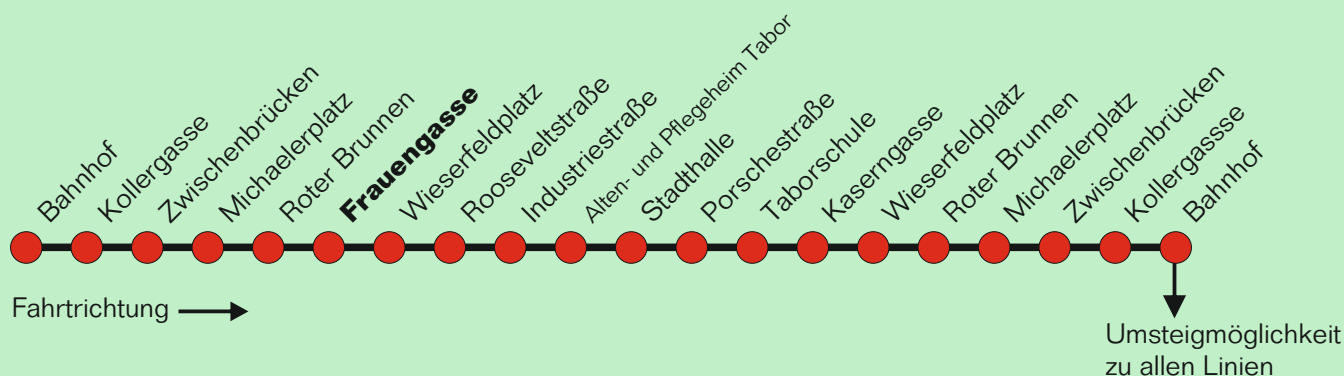 Bahnhof
Kollergasse
Zwischenbrücken
Michaelerplatz
Roter Brunnen
Frauengasse
Wieserfeldplatz
Rooseveltstraße
Industriestraße
Alten- und Pflegeheim Tabor
Stadthalle
Porschestraße
Taborschule
Kaserngasse
Wieserfeldplatz
Roter Brunnen
Michaelerplatz
Zwischenbrücken
Kollergasse
Bahnhof
Fahrtrichtung
Umsteigmöglichkeit
zu allen Linien